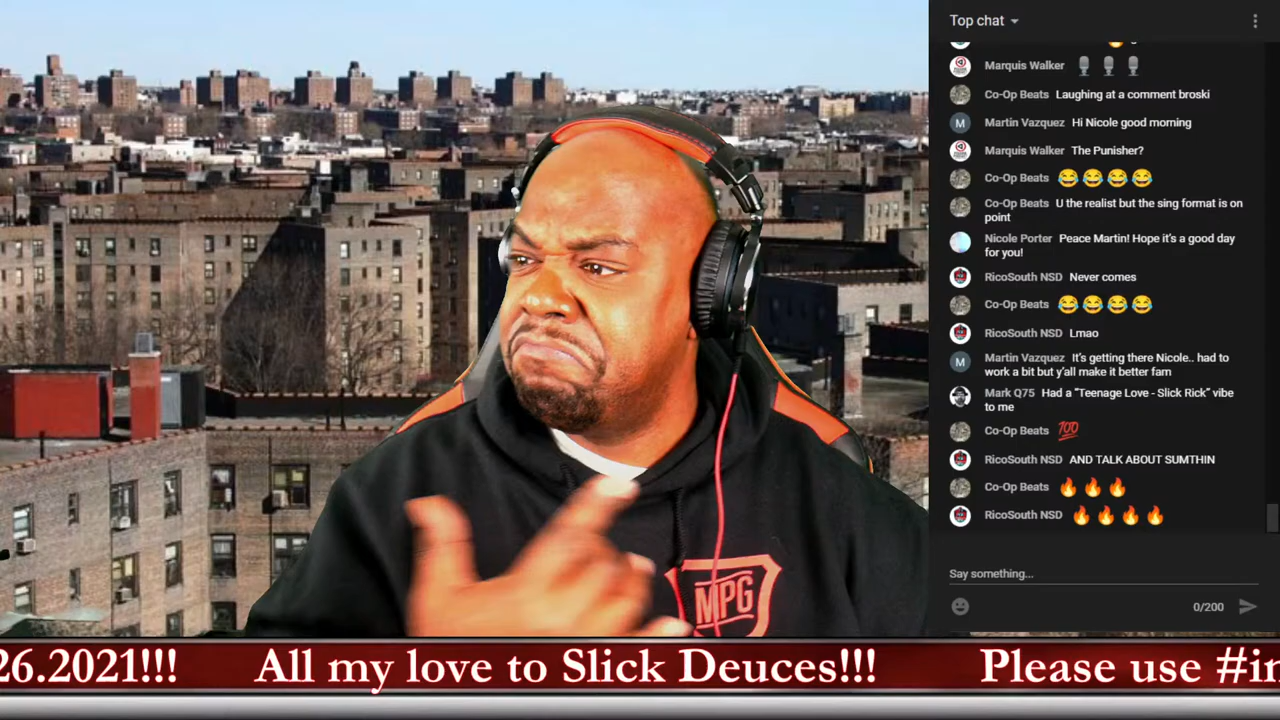 Top chat
Marquis Walker
Co-Op Beats Laughing at a comment broski
Martin Vazquez Hi Nicole good morning
Marquis Walker The Punisher?
Co-Op Beats 😂😂😂😂
Co-Op Beats U the realist but the sing format is on
point
Nicole Porter Peace Martin! Hope it's a good day
for you!
RicoSouth NSD Never comes
Co-Op Beats 😂😂😂😂
RicoSouth NSD Lmao
Martin Vazquez It's getting there Nicole.. had to
work a bit but y'all make it better fam
Mark Q75 Had a "Teenage Love - Slick Rick" vibe
to me
Co-Op Beats 💯
RicoSouth NSD AND TALK ABOUT SUMTHIN
Co-Op Beats 🔥🔥🔥
RicoSouth NSD 🔥🔥🔥🔥
Say something...
0/200
MPG
26.2021!!! All my love to Slick Deuces!!! Please use #in